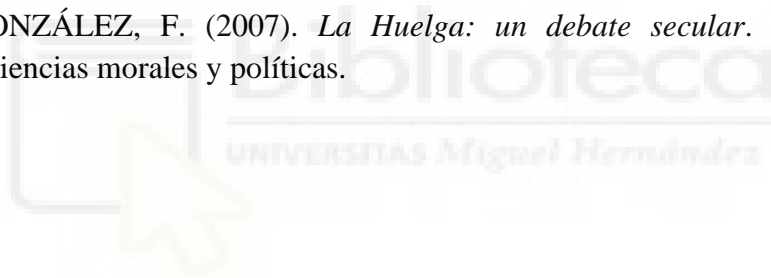 ONZÁLEZ, F. (2007). La Huelga: un debate secular.
iencias morales y políticas.
Biblioteca
UNIVERSITAS Miguel Hernández